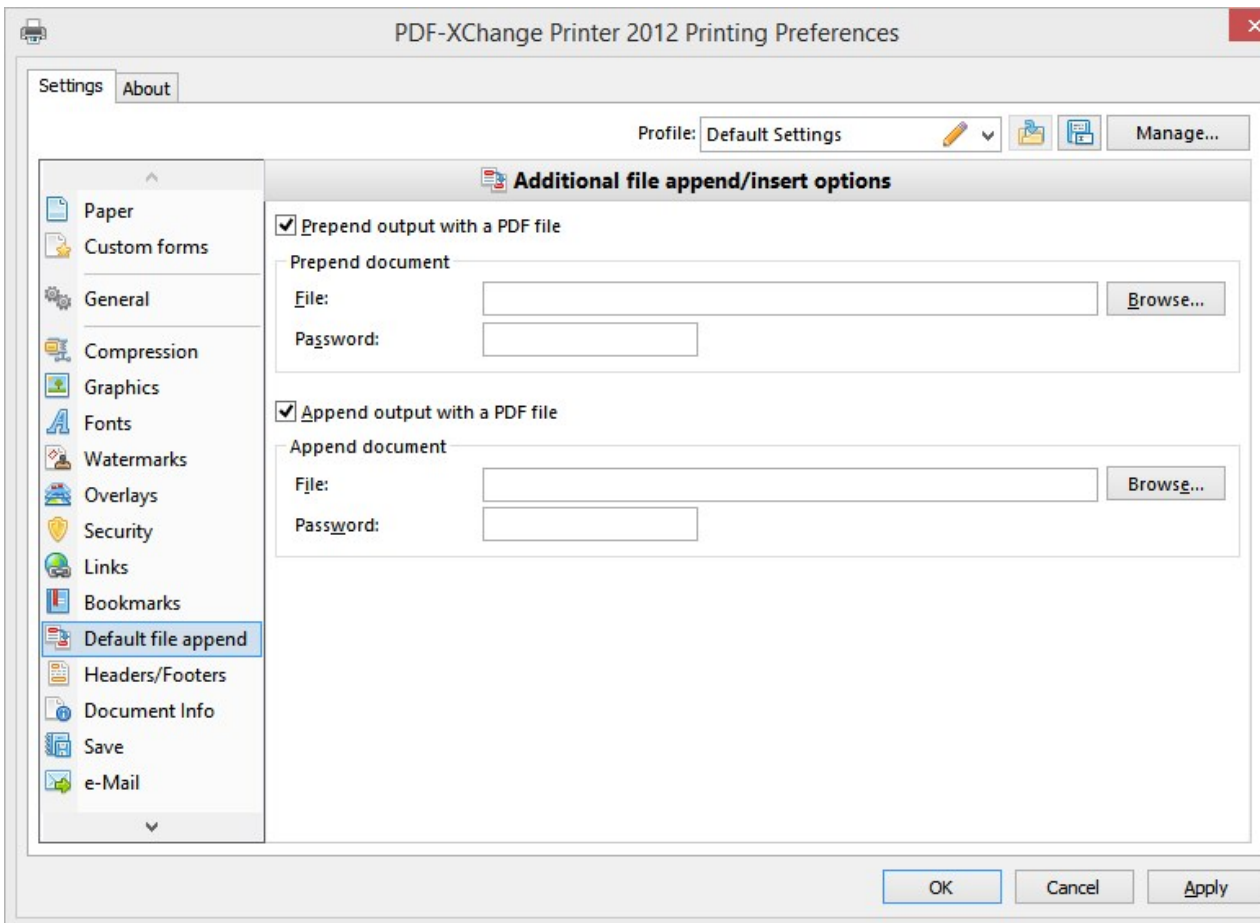 PDF-XChange Printer 2012 Printing Preferences
Settings
About
Profile: Default Settings
Manage...
Paper
Custom forms
General
Compression
Graphics
Fonts
Watermarks
Overlays
Security
Links
Bookmarks
Default file append
Headers/Footers
Document Info
Save
e-Mail
Additional file append/insert options
Prepend output with a PDF file
Prepend document
File:
Browse...
Password:
Append output with a PDF file
Append document
File:
Browse...
Password:
OK
Cancel
Apply